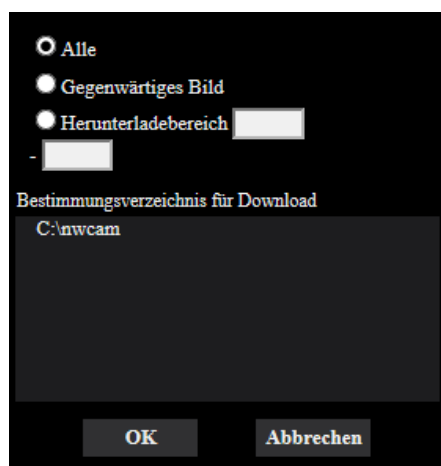 Alle
Gegenwärtiges Bild
Herunterladebereich
-
Bestimmungsverzeichnis für Download
C:\nwcam
OK Abbrechen